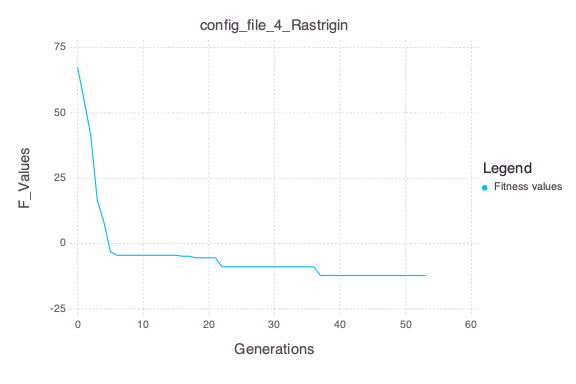 config_file_4_Rastrigin
75
50
25
0
-25
F_Values
0 10 20 30 40 50 60
Generations
Legend
Fitness values